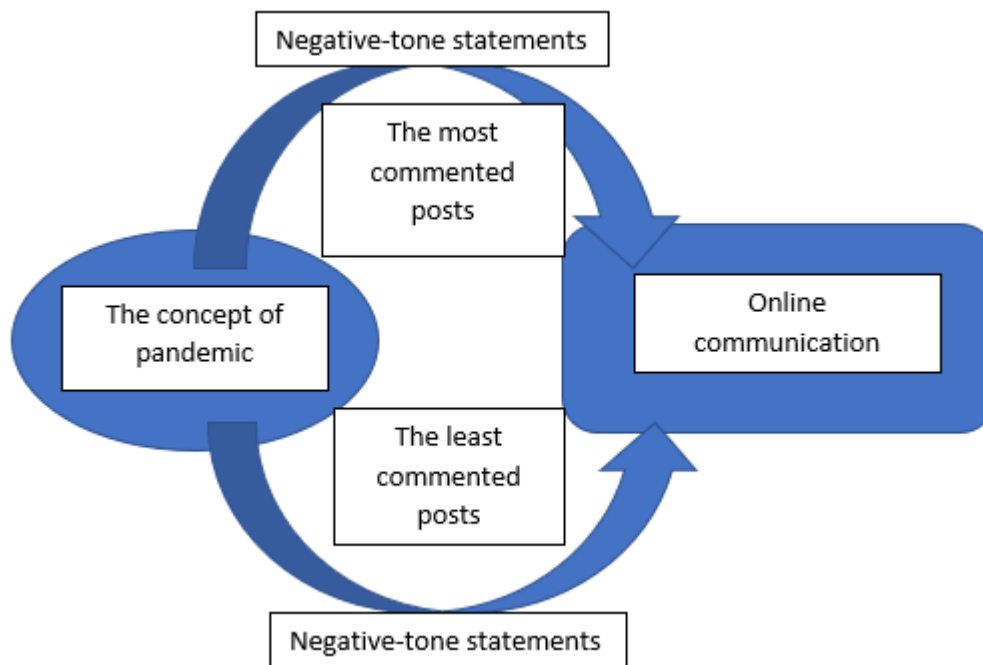 Negative-tone statements
The most
commented
posts
The concept of
pandemic
Online
communication
The least
commented
posts
Negative-tone statements